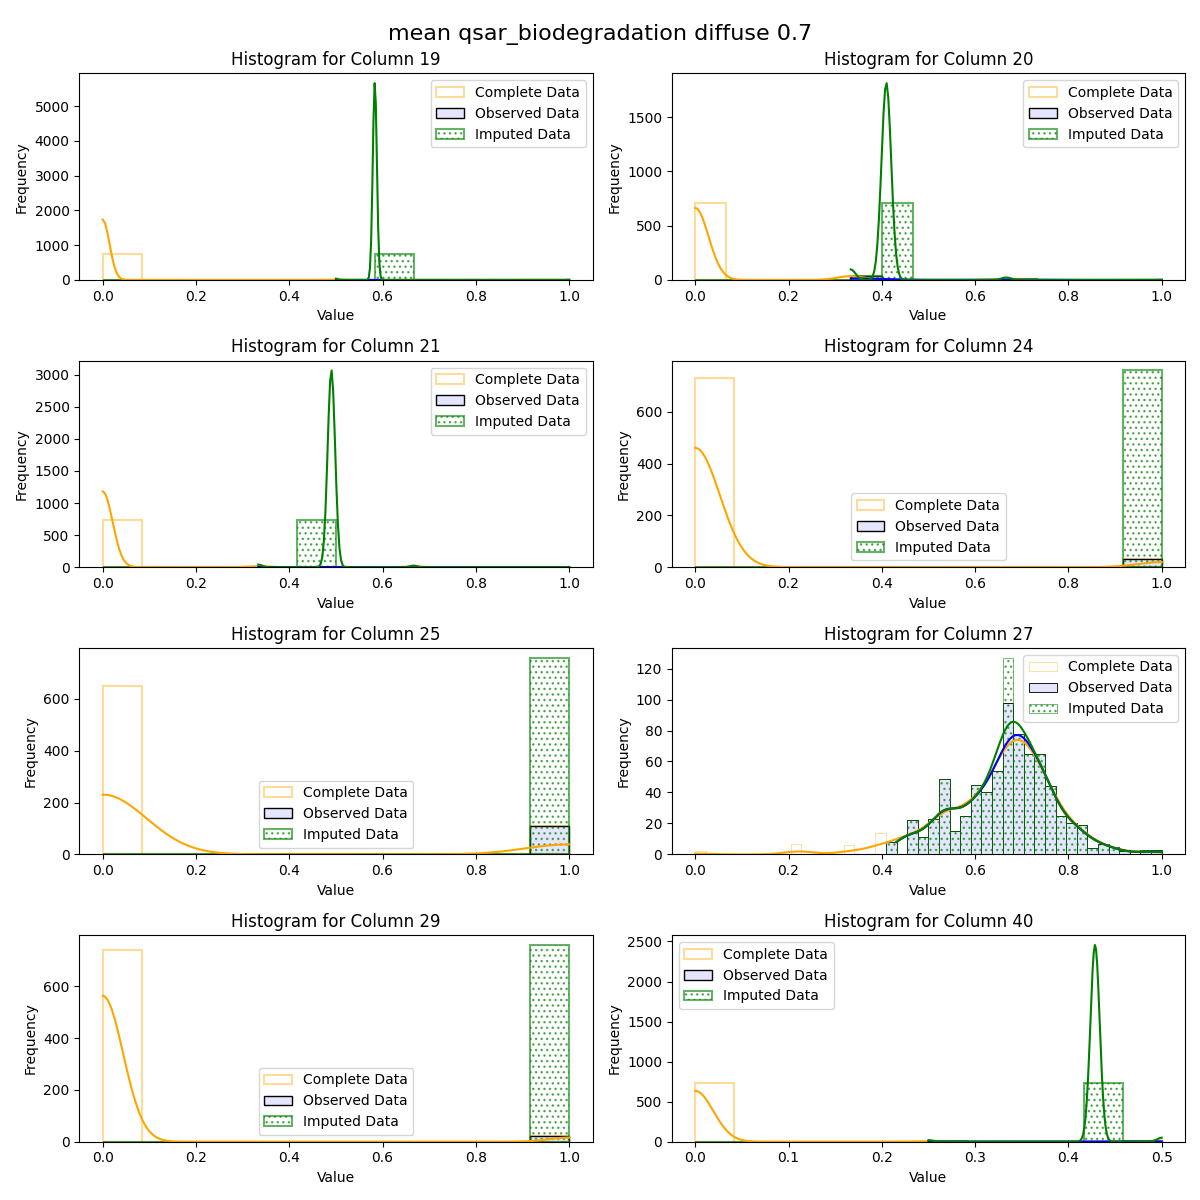 mean qsar_biodegradation diffuse 0.7
Histogram for Column 19
Frequency
5000
4000
3000
2000
1000
0
0.0 0.2 0.4 0.6 0.8 1.0
Value
Complete Data
Observed Data
Imputed Data
Histogram for Column 20
Frequency
1500
1000
500
0
0.0 0.2 0.4 0.6 0.8 1.0
Value
Complete Data
Observed Data
Imputed Data
Histogram for Column 21
Frequency
3000
2500
2000
1500
1000
500
0
0.0 0.2 0.4 0.6 0.8 1.0
Value
Complete Data
Observed Data
Imputed Data
Histogram for Column 24
Frequency
600
400
200
0
0.0 0.2 0.4 0.6 0.8 1.0
Value
Complete Data
Observed Data
Imputed Data
Histogram for Column 25
Frequency
600
400
200
0
0.0 0.2 0.4 0.6 0.8 1.0
Value
Complete Data
Observed Data
Imputed Data
Histogram for Column 27
Frequency
120
100
80
60
40
20
0
0.0 0.2 0.4 0.6 0.8 1.0
Value
Complete Data
Observed Data
Imputed Data
Histogram for Column 29
Frequency
600
400
200
0
0.0 0.2 0.4 0.6 0.8 1.0
Value
Complete Data
Observed Data
Imputed Data
Histogram for Column 40
Frequency
2500
2000
1500
1000
500
0
0.0 0.1 0.2 0.3 0.4 0.5
Value
Complete Data
Observed Data
Imputed Data